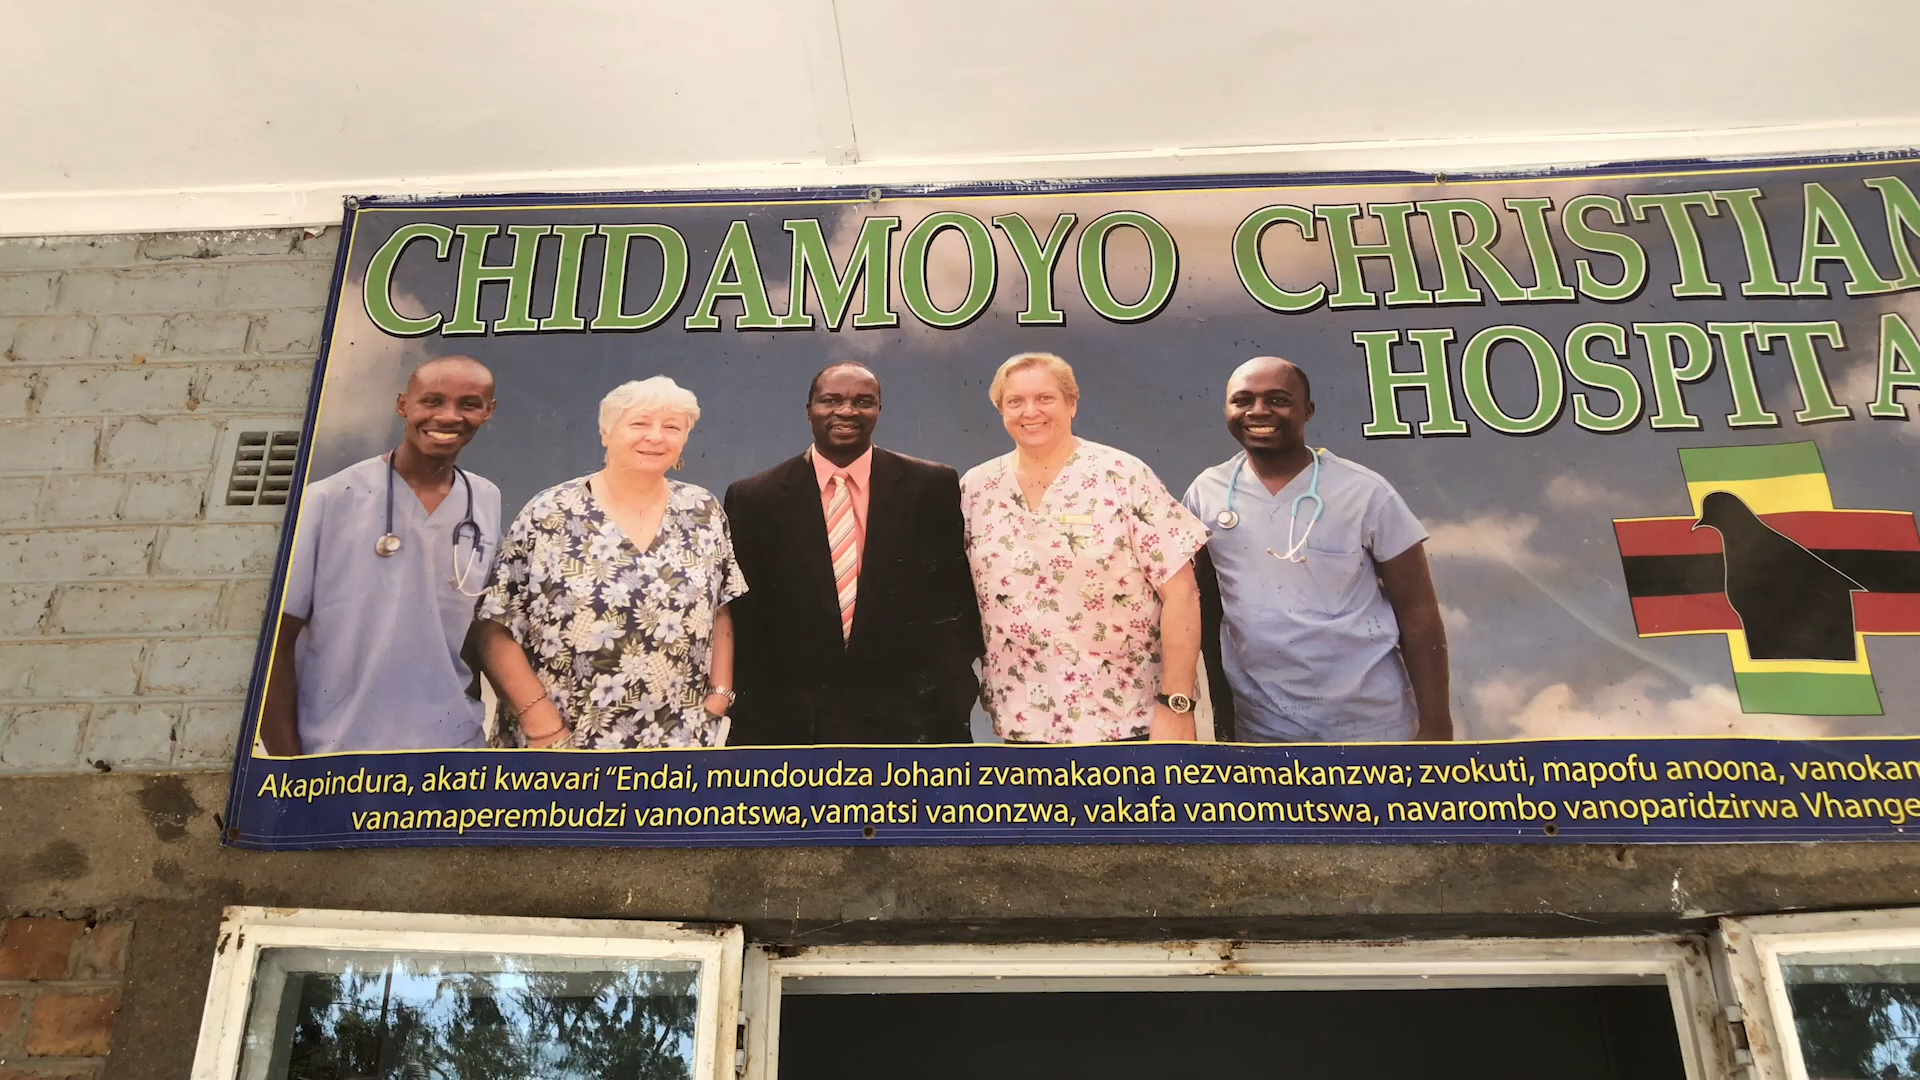 CHIDAMOYO CHRISTIAN
HOSPITA
Akapindura, akati kwavari “Endai, mundoudza Johani zvamakaona nezvamakanzwa; zvokuti, mapofu anoona, vanokam
vanamaperembudzi vanonatswa,vamatsi vanonzwa, vakafa vanomutswa, navarombo vanoparidzirwa Vhange